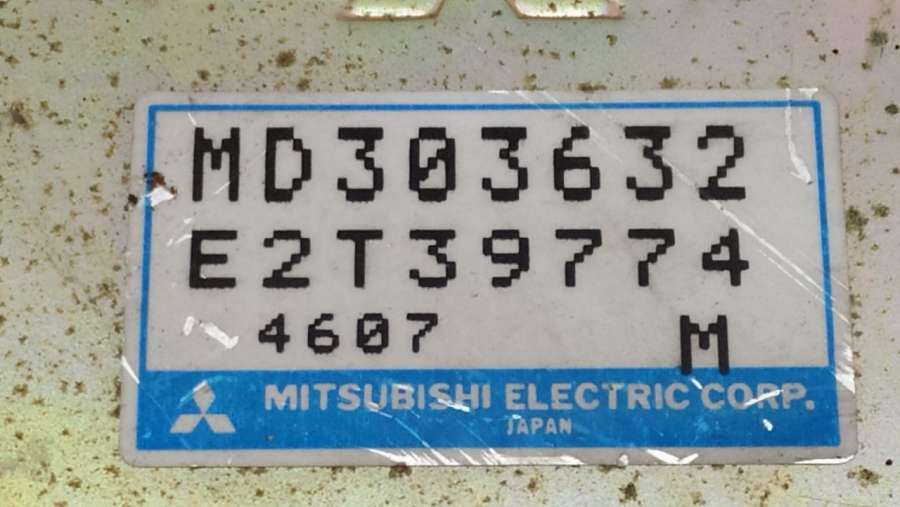 MD303632
E2T39774
4607 M
MITSUBISHI ELECTRIC CORP.
JAPAN